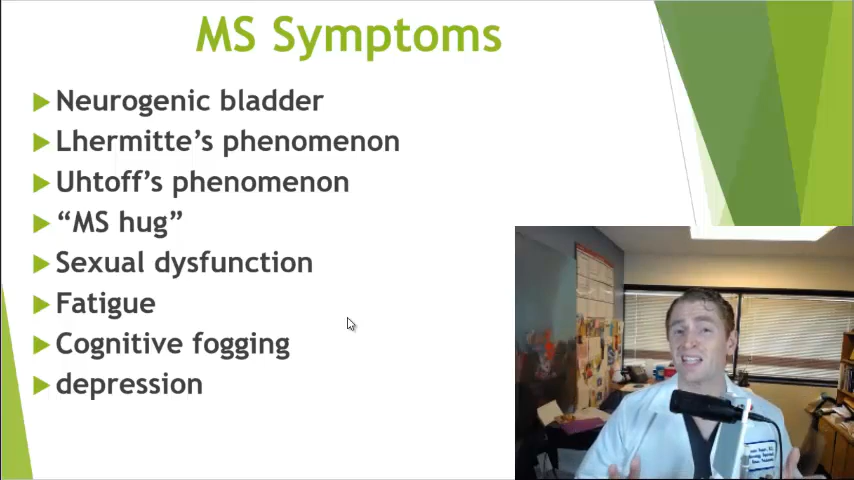 MS Symptoms
Neurogenic bladder
Lhermitte's phenomenon
Uhtoff's phenomenon
"MS hug"
Sexual dysfunction
Fatigue
Cognitive fogging
depression